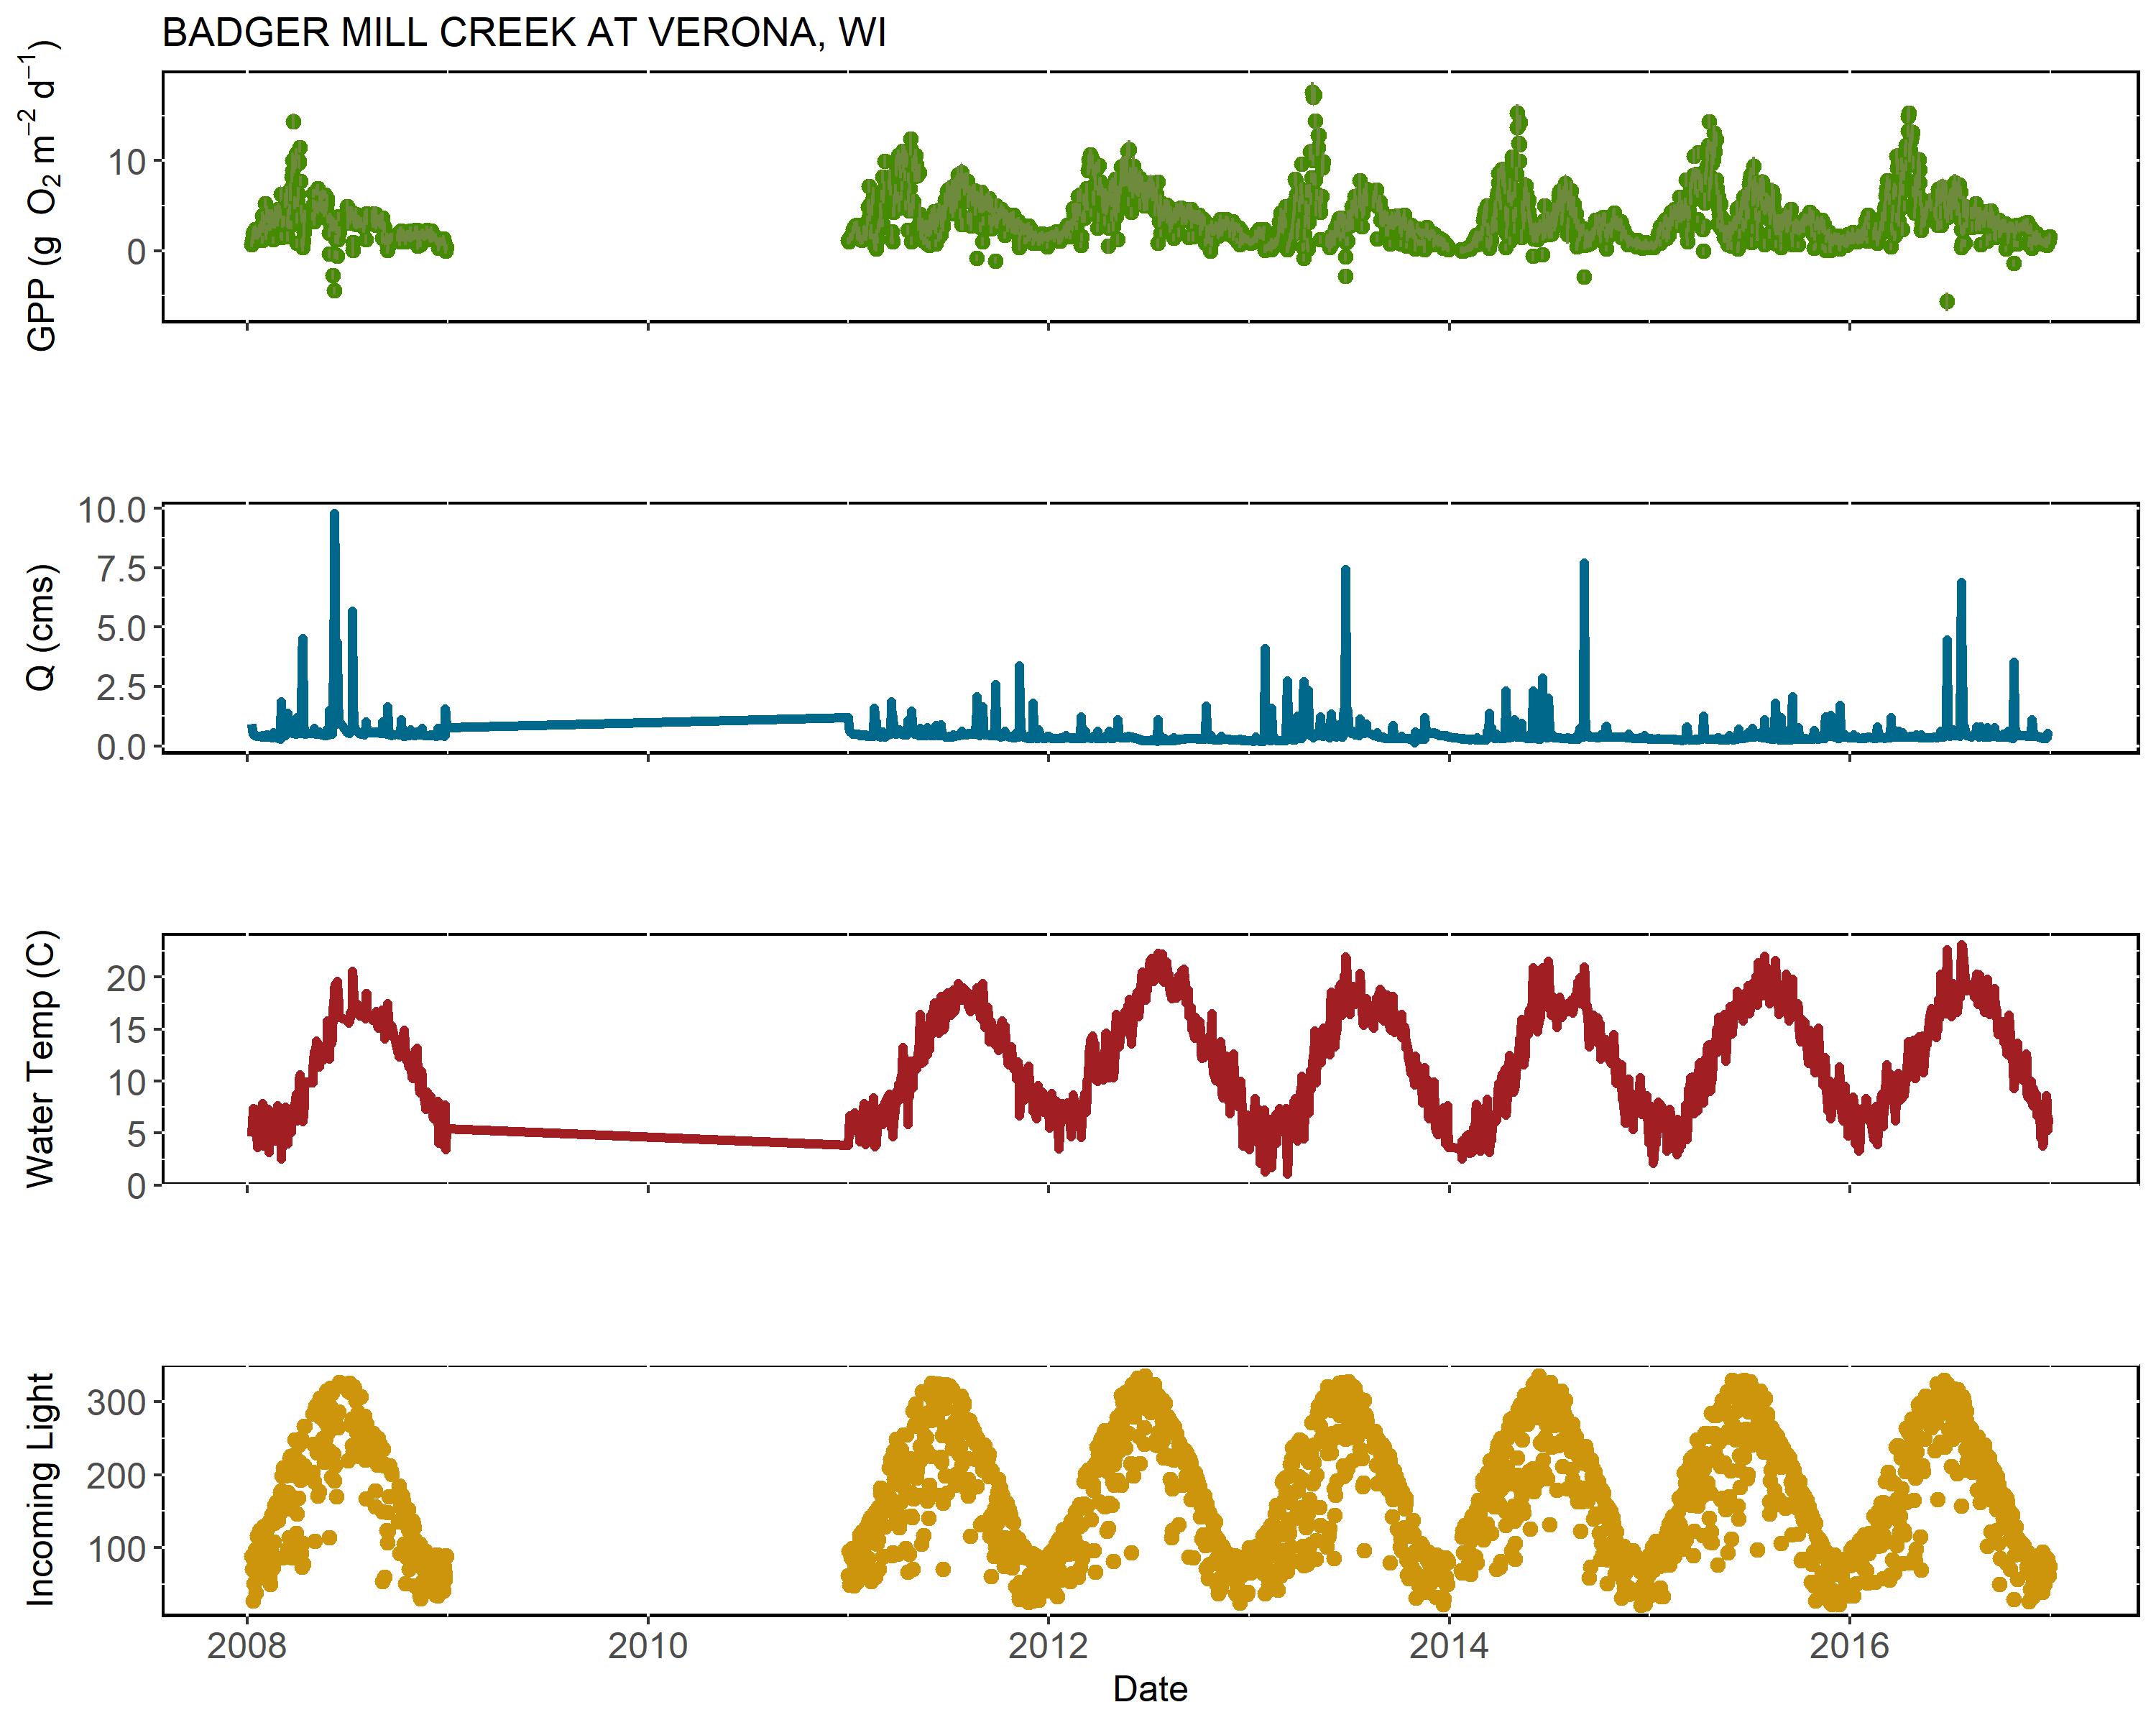 BADGER MILL CREEK AT VERONA, WI
GPP (g O₂ m⁻² d⁻¹)
10
0
Q (cms)
10.0
7.5
5.0
2.5
0.0
Water Temp (C)
20
15
10
5
0
Incoming Light
300
200
100
2008 2010 2012 2014 2016
Date